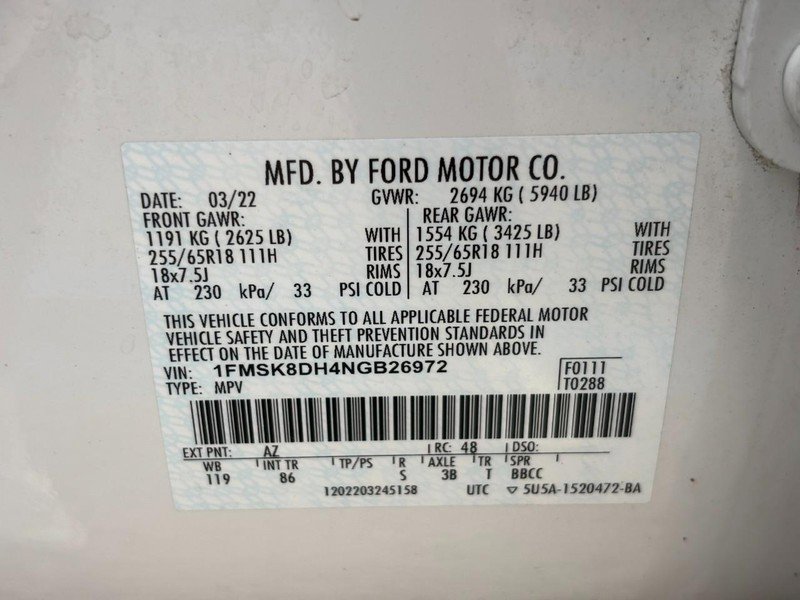 MFD. BY FORD MOTOR CO.
DATE: 03/22 GVWR: 2694 KG ( 5940 LB)
FRONT GAWR: REAR GAWR:
1191 KG ( 2625 LB) WITH 1554 KG ( 3425 LB) WITH
255/65R18 111H TIRES 255/65R18 111H TIRES
18x7.5J RIMS 18x7.5J RIMS
AT 230 kPa/ 33 PSI COLD AT 230 kPa/ 33 PSI COLD
THIS VEHICLE CONFORMS TO ALL APPLICABLE FEDERAL MOTOR
VEHICLE SAFETY AND THEFT PREVENTION STANDARDS IN
EFFECT ON THE DATE OF MANUFACTURE SHOWN ABOVE.
VIN: 1FMSK8DH4NGB26972 F0111
TYPE: MPV T0288
EXT PNT: AZ RC: 48 DSO:
WB INT TR TP/PS R AXLE TR SPR
119 86 S 3B T BBCC
1202203245158 UTC ▽ 5U5A-1520472-BA